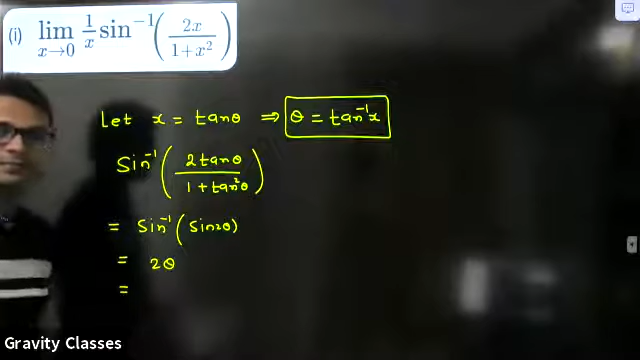 (i) lim x→0 1/x sin⁻¹(2x/(1+x²))
Let x = tanθ ⇒ θ = tan⁻¹x
Sin⁻¹(2tanθ/(1+tan²θ))
= Sin⁻¹(Sin2θ)
= 2θ
=
Gravity Classes